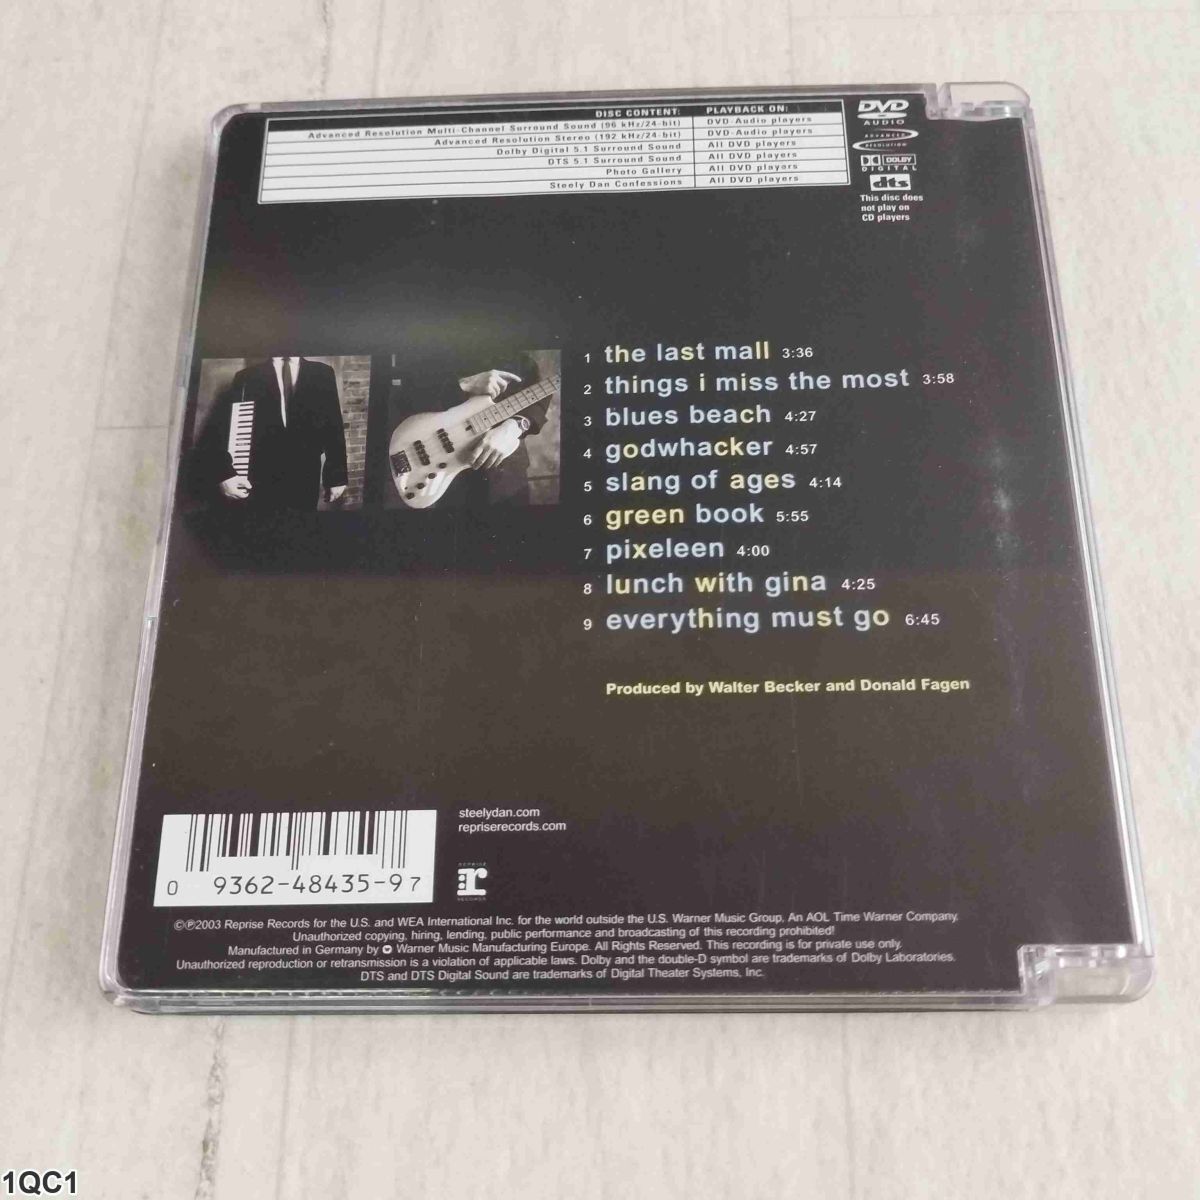 DISC CONTENT: PLAYBACK ON:
Advanced Resolution Multi-Channel Surround Sound (96 kHz/24-bit) DVD-Audio players
Advanced Resolution Stereo (192 kHz/24-bit) DVD-Audio players
Dolby Digital 5.1 Surround Sound All DVD players
DTS 5.1 Surround Sound All DVD players
Photo Gallery All DVD players
Steely Dan Confessions All DVD players
DVD
AUDIO
ADVANCED
RESOLUTION
DOLBY
DIGITAL
dts
This disc does
not play on
CD players
1 the last mall 3:36
2 things i miss the most 3:58
3 blues beach 4:27
4 godwhacker 4:57
5 slang of ages 4:14
6 green book 5:55
7 pixeleen 4:00
8 lunch with gina 4:25
9 everything must go 6:45
Produced by Walter Becker and Donald Fagen
steelydan.com
repriserecords.com
REPRISE
r
RECORDS
0 9362-48435-9 7
©℗2003 Reprise Records for the U.S. and WEA International Inc. for the world outside the U.S. Warner Music Group. An AOL Time Warner Company.
Unauthorized copying, hiring, lending, public performance and broadcasting of this recording prohibited!
Manufactured in Germany by Warner Music Manufacturing Europe. All Rights Reserved. This recording is for private use only.
Unauthorized reproduction or retransmission is a violation of applicable laws. Dolby and the double-D symbol are trademarks of Dolby Laboratories.
DTS and DTS Digital Sound are trademarks of Digital Theater Systems, Inc.
1QC1